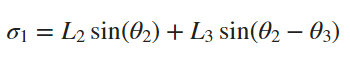 σ₁ = L₂ sin(θ₂) + L₃ sin(θ₂ − θ₃)